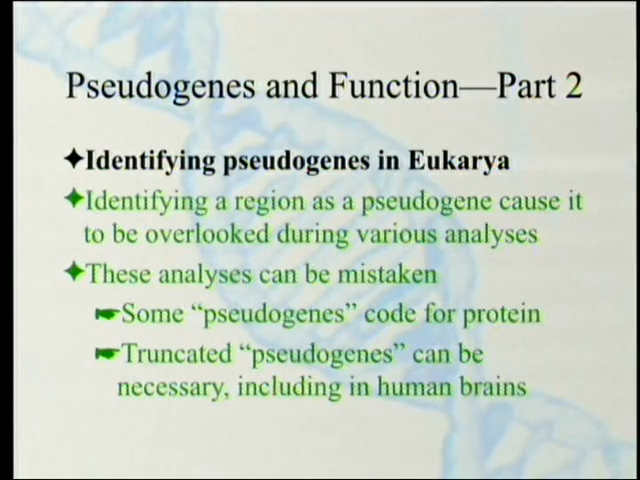 Pseudogenes and Function—Part 2
✦Identifying pseudogenes in Eukarya
✦Identifying a region as a pseudogene cause it
to be overlooked during various analyses
✦These analyses can be mistaken
☛Some “pseudogenes” code for protein
☛Truncated “pseudogenes” can be
necessary, including in human brains